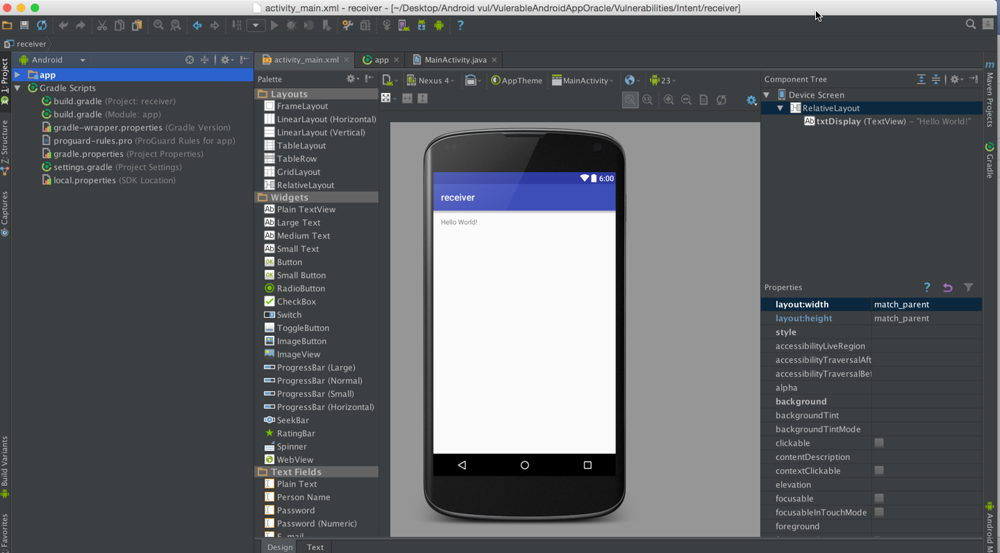 activity_main.xml - receiver - [~/Desktop/Android vul/VulerableAndroidAppOracle/Vulnerabilities/Intent/receiver]
receiver
1: Project
Z: Structure
Captures
Build Variants
: Favorites
Android
app
Gradle Scripts
build.gradle (Project: receiver)
build.gradle (Module: app)
gradle-wrapper.properties (Gradle Version)
proguard-rules.pro (ProGuard Rules for app)
gradle.properties (Project Properties)
settings.gradle (Project Settings)
local.properties (SDK Location)
activity_main.xml
app
MainActivity.java
Palette
Layouts
FrameLayout
LinearLayout (Horizontal)
LinearLayout (Vertical)
TableLayout
TableRow
GridLayout
RelativeLayout
Widgets
Ab Plain TextView
Ab Large Text
Ab Medium Text
Ab Small Text
OK Button
OK Small Button
RadioButton
CheckBox
Switch
ToggleButton
ImageButton
ImageView
ProgressBar (Large)
ProgressBar (Normal)
ProgressBar (Small)
ProgressBar (Horizontal)
SeekBar
RatingBar
Spinner
WebView
Text Fields
Plain Text
Person Name
Password
Password (Numeric)
E-mail
Design
Text
Nexus 4
AppTheme
MainActivity
23
6:00
receiver
Hello World!
Component Tree
Device Screen
RelativeLayout
Ab txtDisplay (TextView) – "Hello World!"
Properties
?
layout:width match_parent
layout:height match_parent
style
accessibilityLiveRegion
accessibilityTraversalAft
accessibilityTraversalBef
alpha
background
backgroundTint
backgroundTintMode
clickable
contentDescription
contextClickable
elevation
focusable
focusableInTouchMode
foreground
m
Maven Projects
Gradle
Android M